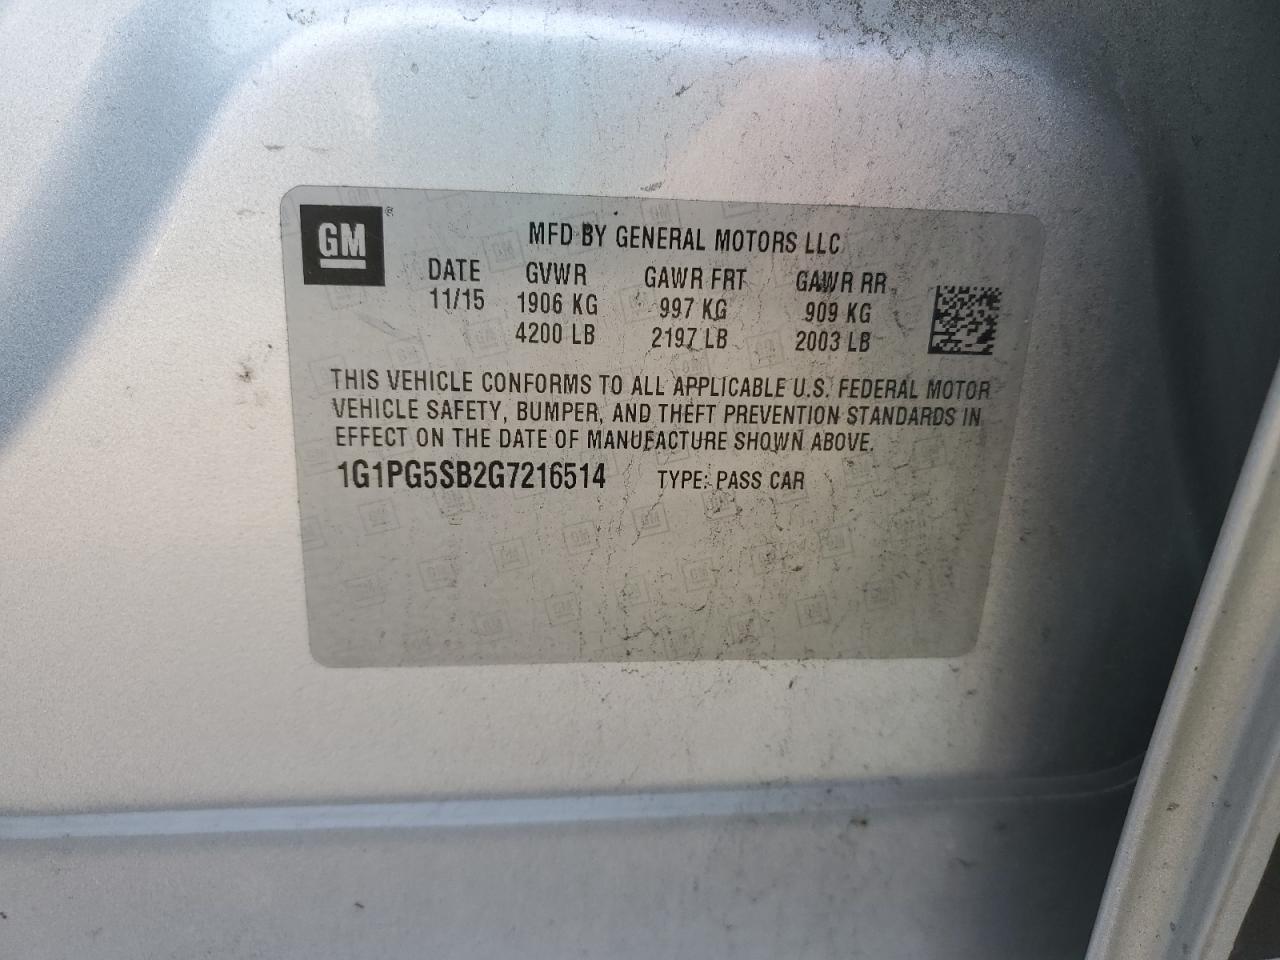 GM ®
MFD BY GENERAL MOTORS LLC
DATE GVWR GAWR FRT GAWR RR
11/15 1906 KG 997 KG 909 KG
4200 LB 2197 LB 2003 LB
THIS VEHICLE CONFORMS TO ALL APPLICABLE U.S. FEDERAL MOTOR
VEHICLE SAFETY, BUMPER, AND THEFT PREVENTION STANDARDS IN
EFFECT ON THE DATE OF MANUFACTURE SHOWN ABOVE.
1G1PG5SB2G7216514 TYPE: PASS CAR